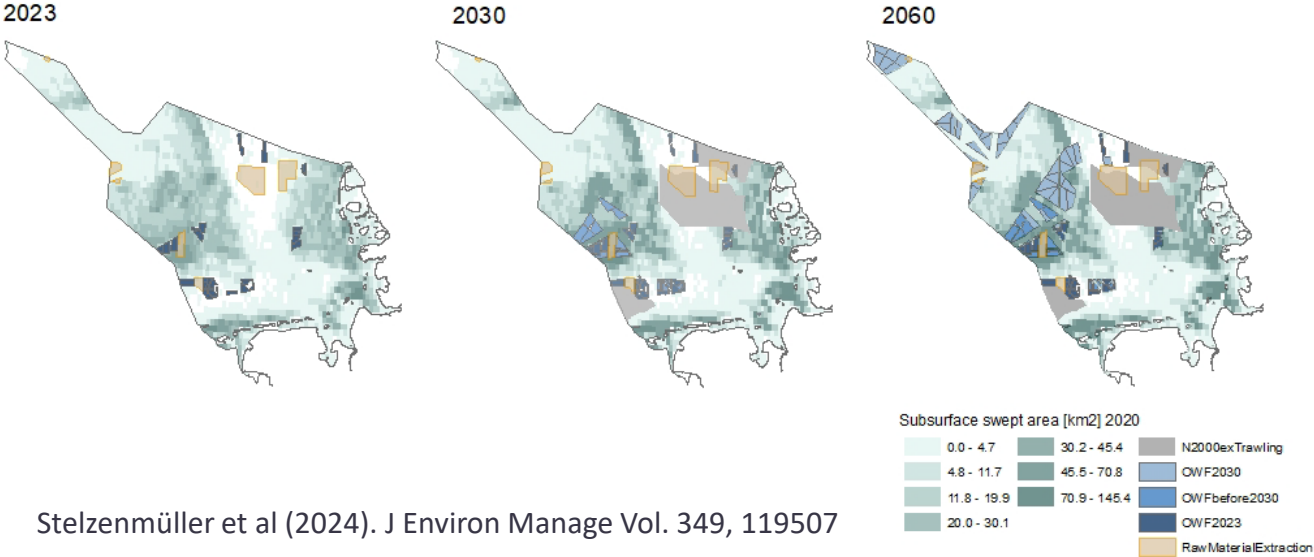 2023
2030
2060
Subsurface swept area [km2] 2020
0.0 - 4.7
4.8 - 11.7
11.8 - 19.9
20.0 - 30.1
30.2 - 45.4
45.5 - 70.8
70.9 - 145.4
N2000exTrawling
OWF2030
OWFbefore2030
OWF2023
RawMaterialExtraction
Stelzenmüller et al (2024). J Environ Manage Vol. 349, 119507